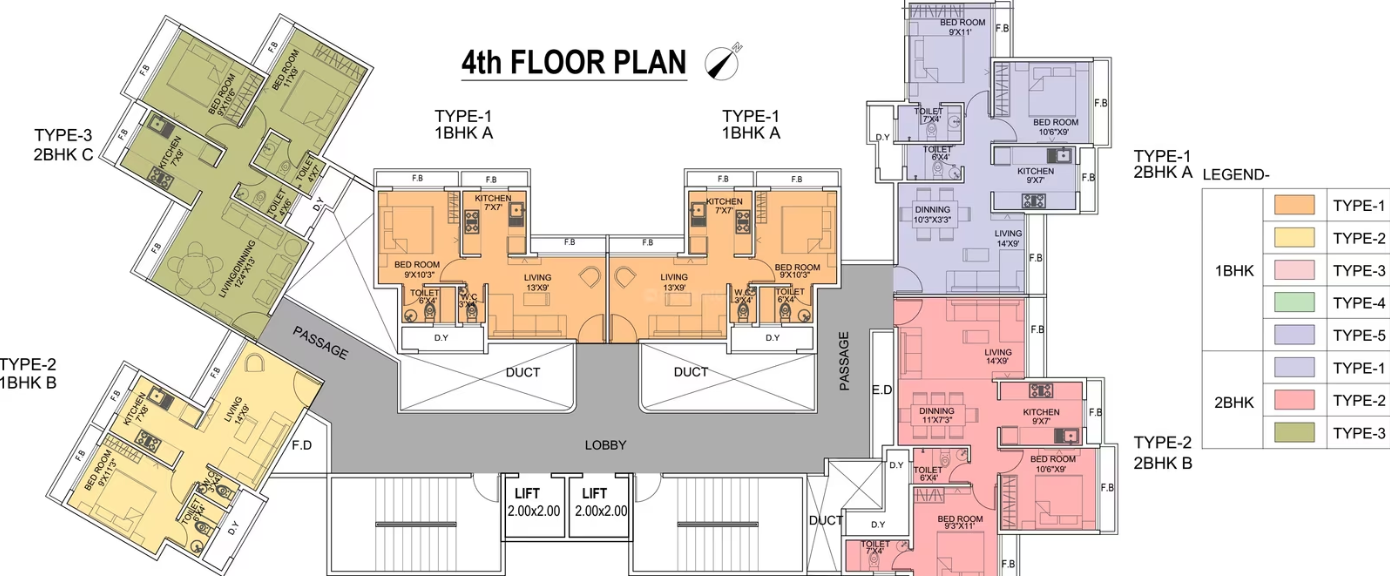 4th FLOOR PLAN
N
TYPE-3
2BHK C
F.B
BED ROOM
9'X10'6"
F.B
BED ROOM
11'X9'
F.B
KITCHEN
7'X9'
TOILET
4'X7'
TOILET
4'X6'
D.Y
F.B
LIVING/DINNING
12'4"X13'
TYPE-2
1BHK B
F.B
KITCHEN
7'X8'
F.B
LIVING
14'X9'
F.B
BED ROOM
9'X11'3"
W.C
3'X4'
TOILET
6'X4'
D.Y
F.D
PASSAGE
TYPE-1
1BHK A
F.B
F.B
KITCHEN
7'X7'
F.B
BED ROOM
9'X10'3"
LIVING
13'X9'
TOILET
6'X4'
W.C
3'X4'
D.Y
DUCT
TYPE-1
1BHK A
F.B
F.B
KITCHEN
7'X7'
F.B
LIVING
13'X9'
BED ROOM
9'X10'3"
W.C
3'X4'
TOILET
6'X4'
D.Y
DUCT
LOBBY
LIFT
2.00x2.00
LIFT
2.00x2.00
PASSAGE
E.D
BED ROOM
9'X11'
F.B
BED ROOM
10'6"X9'
F.B
TOILET
7'X4'
D.Y
TOILET
6'X4'
KITCHEN
9'X7'
F.B
DINNING
10'3"X3'3"
LIVING
14'X9'
F.B
TYPE-1
2BHK A
LIVING
14'X9'
F.B
DINNING
11'X7'3"
KITCHEN
9'X7'
F.B
D.Y
TOILET
6'X4'
BED ROOM
10'6"X9'
F.B
DUCT
D.Y
BED ROOM
9'3"X11'
TOILET
7'X4'
F.B
TYPE-2
2BHK B
LEGEND-
1BHK
TYPE-1
TYPE-2
TYPE-3
TYPE-4
TYPE-5
2BHK
TYPE-1
TYPE-2
TYPE-3